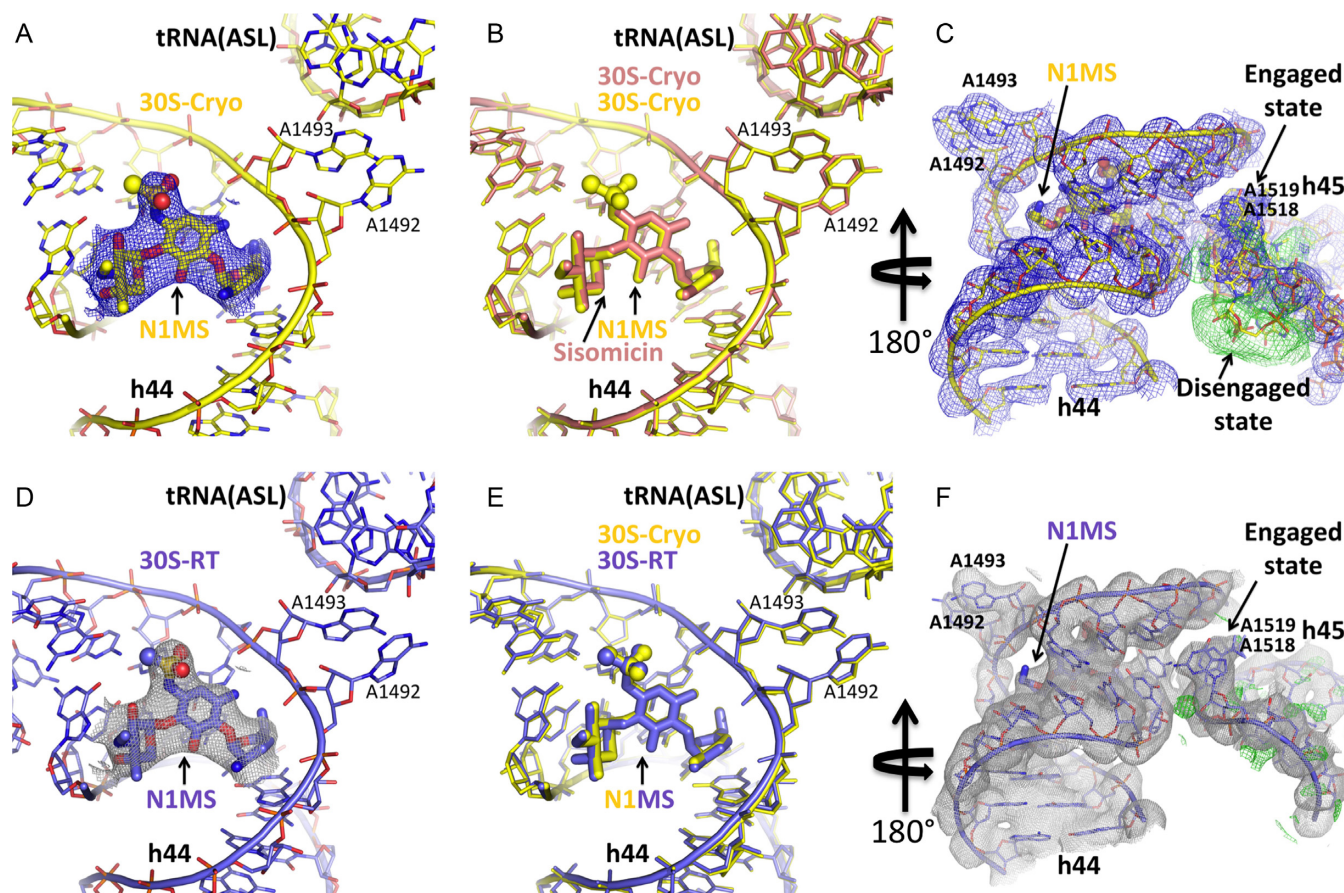 A
tRNA(ASL)
30S-Cryo
A1493
A1492
N1MS
h44
B
tRNA(ASL)
30S-Cryo
30S-Cryo
A1493
A1492
N1MS
Sisomicin
h44
C
A1493
N1MS
Engaged
state
A1492
A1519
h45
A1518
180°
Disengaged
state
h44
D
tRNA(ASL)
30S-RT
A1493
A1492
N1MS
h44
E
tRNA(ASL)
30S-Cryo
30S-RT
A1493
A1492
N1MS
h44
F
N1MS
Engaged
state
A1493
A1492
A1519
h45
A1518
180°
h44